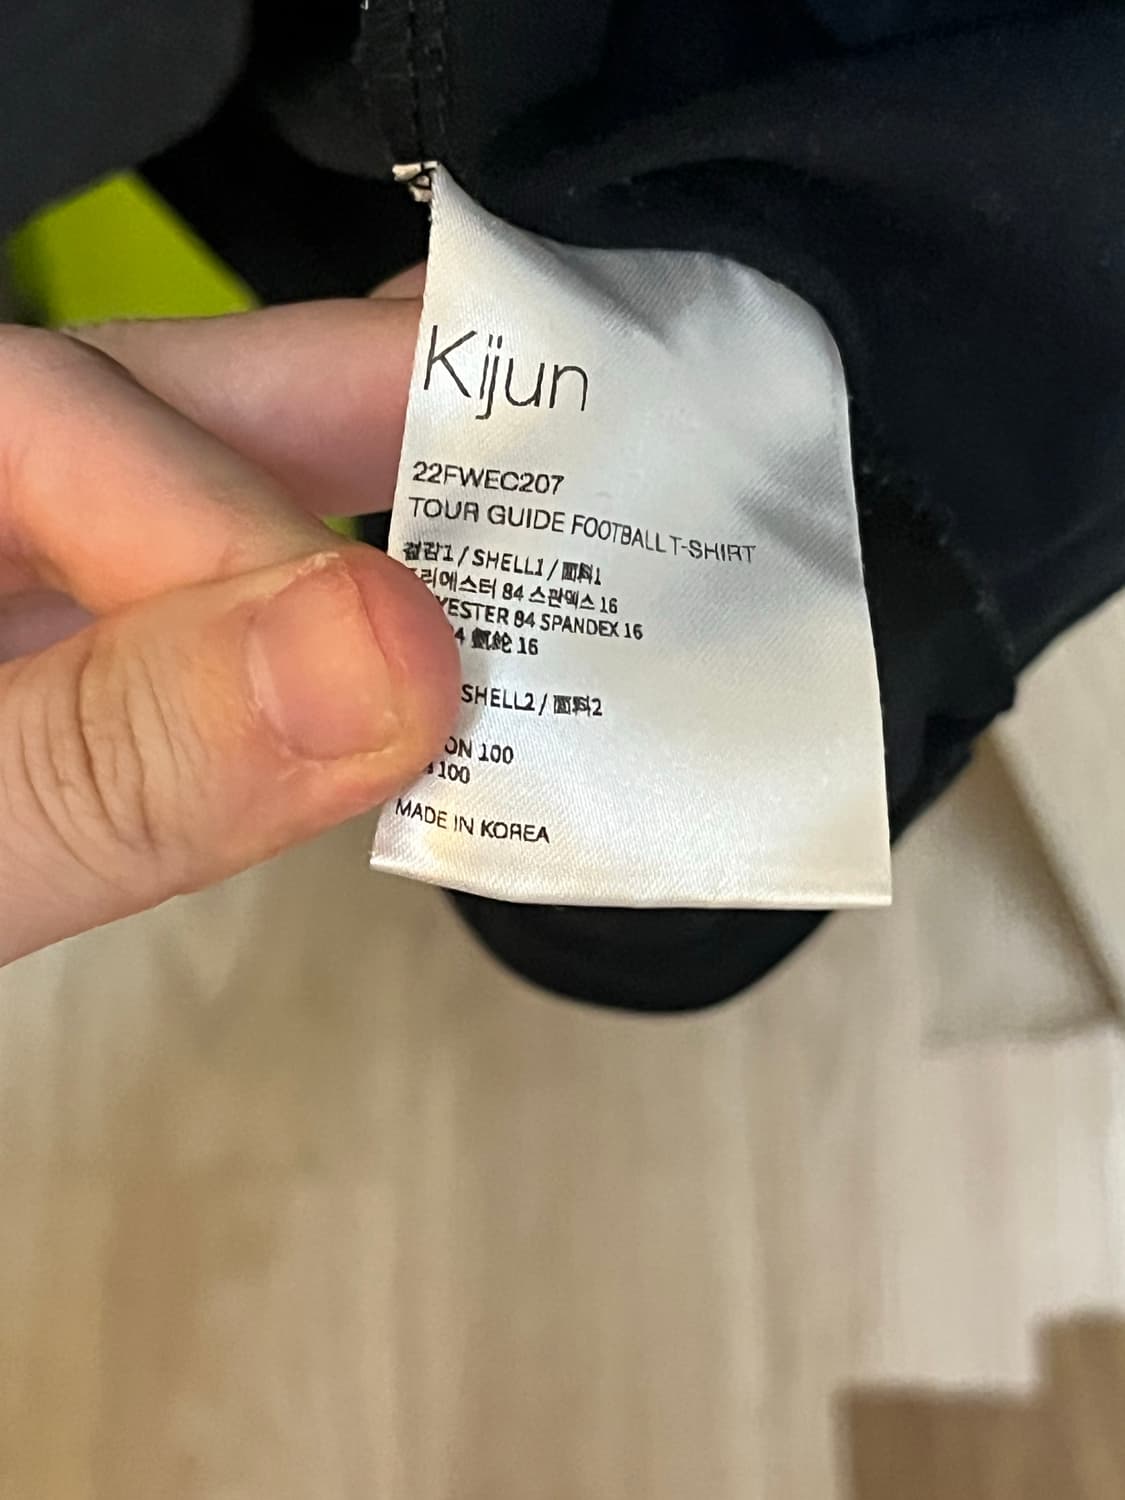 Kijun
22FWEC207
TOUR GUIDE FOOTBALL T-SHIRT
겉감1 / SHELL1 / 面料1
리에스터 84 스판덱스 16
YESTER 84 SPANDEX 16
4 氨纶 16
SHELL2 / 面料2
ON 100
100
MADE IN KOREA